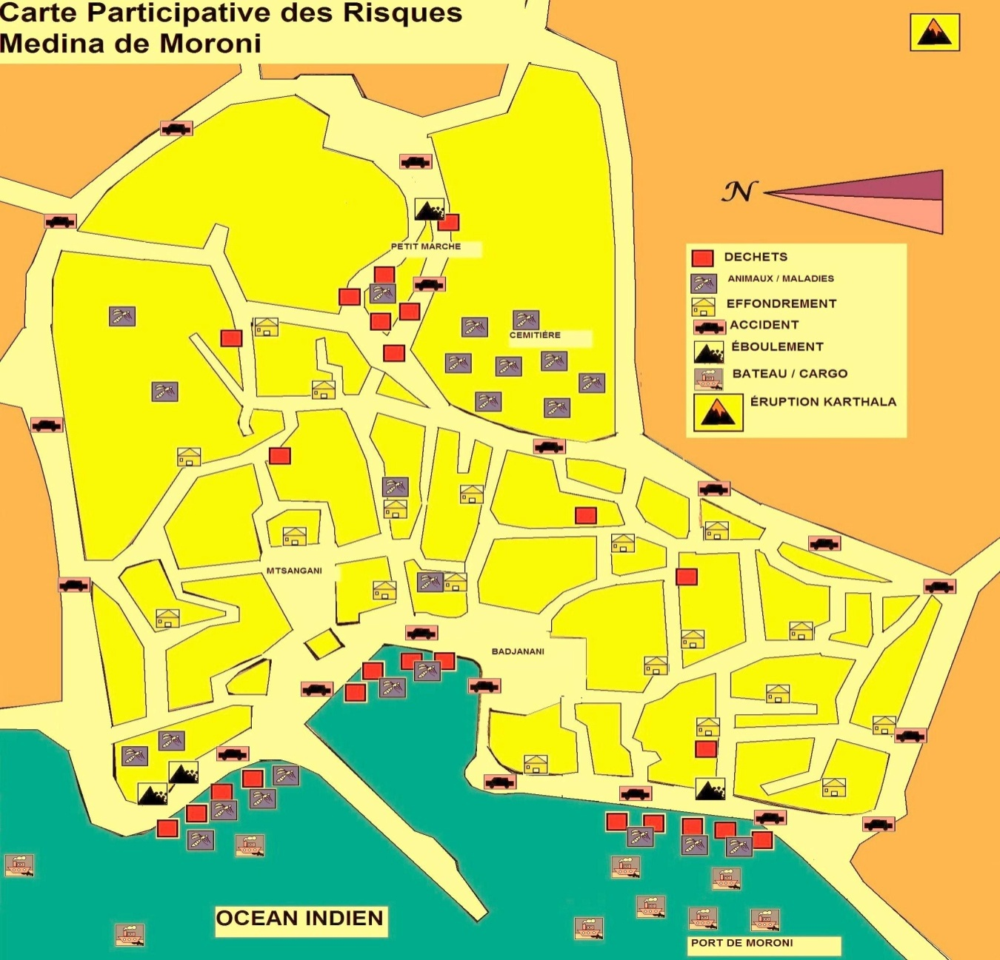 Carte Participative des Risques
Medina de Moroni
N
DECHETS
ANIMAUX / MALADIES
EFFONDREMENT
ACCIDENT
ÉBOULEMENT
BATEAU / CARGO
ÉRUPTION KARTHALA
PETIT MARCHE
CEMITIÉRE
MTSANGANI
BADJANANI
OCEAN INDIEN
PORT DE MORONI